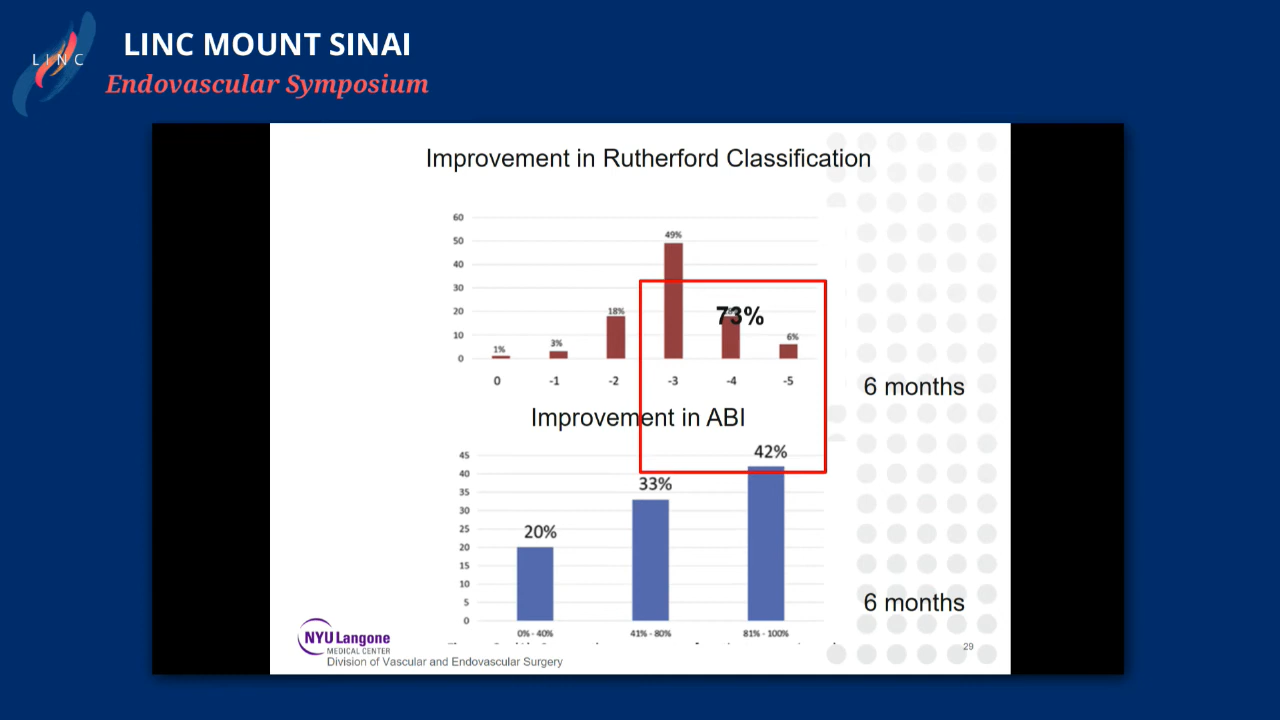 LINC
LINC MOUNT SINAI
Endovascular Symposium
Improvement in Rutherford Classification
60
50
40
30
20
10
0
1%
3%
18%
49%
73%
6%
0 -1 -2 -3 -4 -5
6 months
Improvement in ABI
45
40
35
30
25
20
15
10
5
0
20%
33%
42%
0% - 40% 41% - 80% 81% - 100%
6 months
NYU Langone
MEDICAL CENTER
Division of Vascular and Endovascular Surgery
29